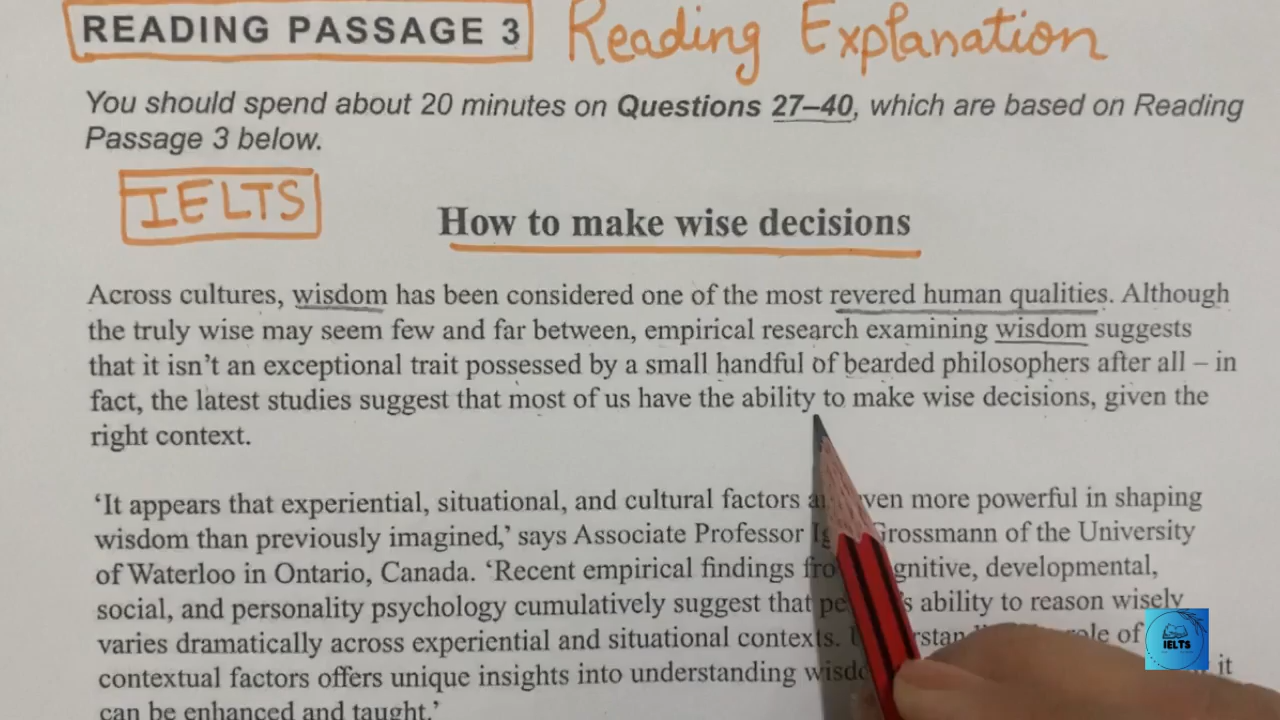 READING PASSAGE 3 Reading Explanation
You should spend about 20 minutes on Questions 27–40, which are based on Reading
Passage 3 below.
IELTS
How to make wise decisions
Across cultures, wisdom has been considered one of the most revered human qualities. Although
the truly wise may seem few and far between, empirical research examining wisdom suggests
that it isn’t an exceptional trait possessed by a small handful of bearded philosophers after all – in
fact, the latest studies suggest that most of us have the ability to make wise decisions, given the
right context.
‘It appears that experiential, situational, and cultural factors even more powerful in shaping
wisdom than previously imagined,’ says Associate Professor Grossmann of the University
of Waterloo in Ontario, Canada. ‘Recent empirical findings cognitive, developmental,
social, and personality psychology cumulatively suggest that ability to reason wisely
varies dramatically across experiential and situational contexts. role of
contextual factors offers unique insights into understanding it
can be enhanced and taught.’
IELTS